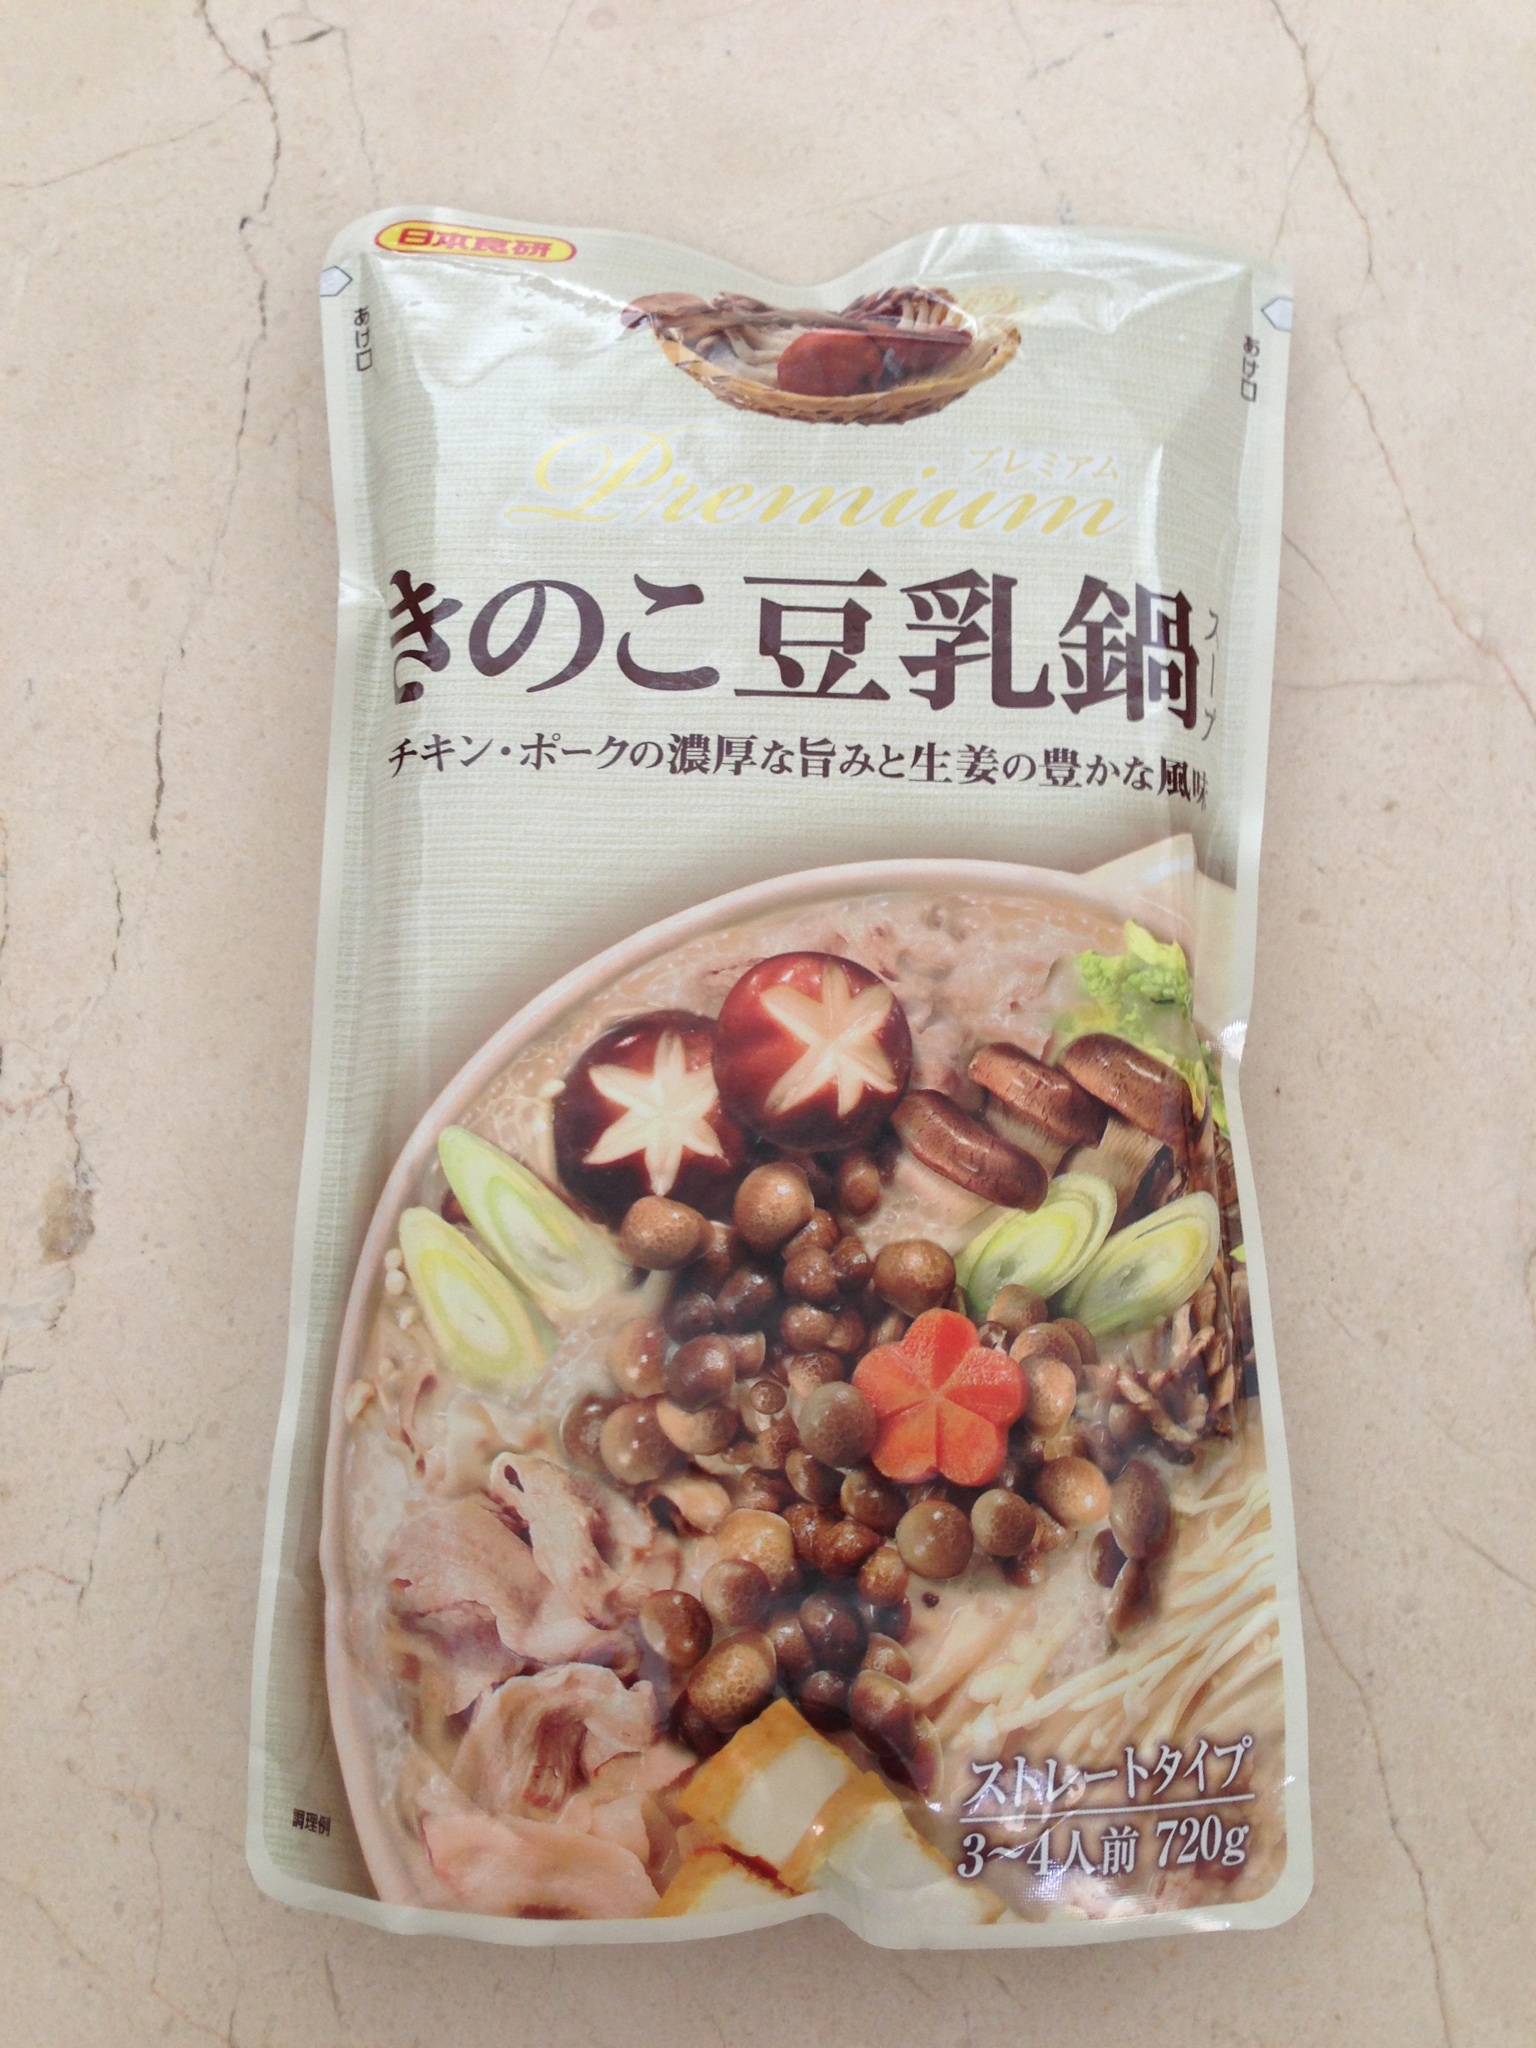 日本食研
あけ口
あけ口
プレミアム
Premium
きのこ豆乳鍋スープ
チキン・ポークの濃厚な旨みと生姜の豊かな風味
ストレートタイプ
3〜4人前 720g
調理例